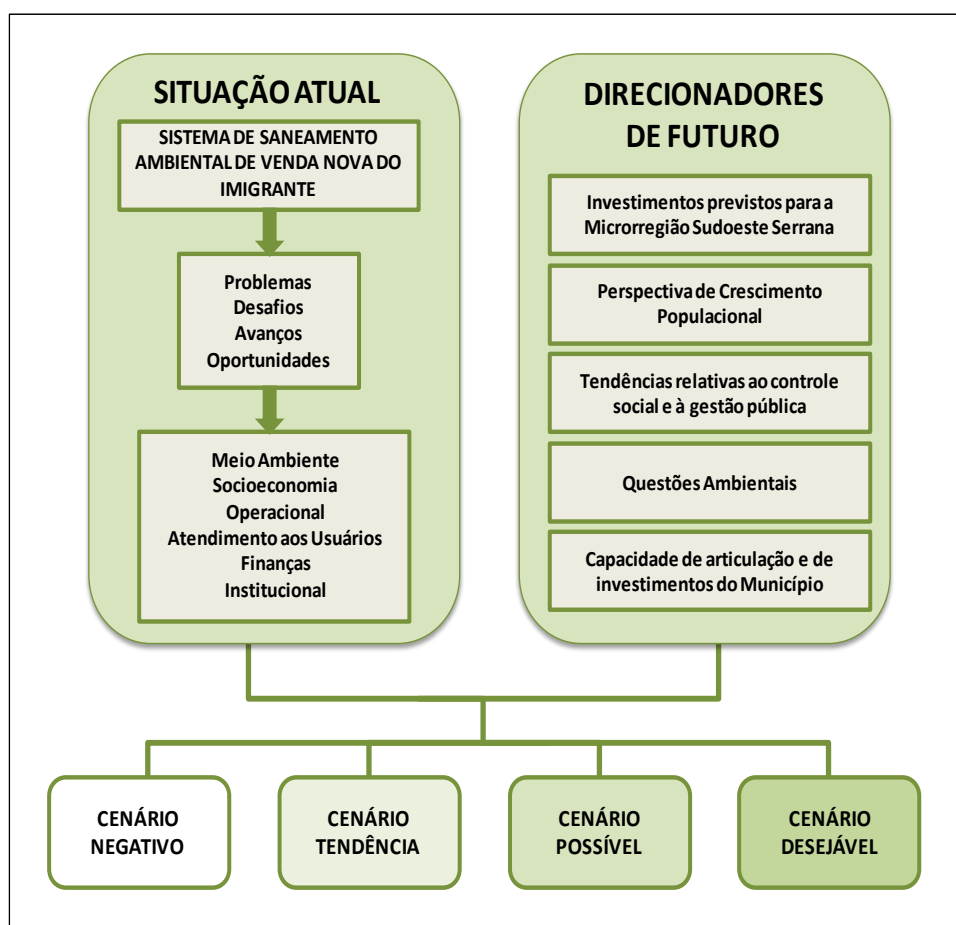 SITUAÇÃO ATUAL
SISTEMA DE SANEAMENTO
AMBIENTAL DE VENDA NOVA DO
IMIGRANTE
Problemas
Desafios
Avanços
Oportunidades
Meio Ambiente
Socioeconomia
Operacional
Atendimento aos Usuários
Finanças
Institucional
DIRECIONADORES
DE FUTURO
Investimentos previstos para a
Microrregião Sudoeste Serrana
Perspectiva de Crescimento
Populacional
Tendências relativas ao controle
social e à gestão pública
Questões Ambientais
Capacidade de articulação e de
investimentos do Município
CENÁRIO
NEGATIVO
CENÁRIO
TENDÊNCIA
CENÁRIO
POSSÍVEL
CENÁRIO
DESEJÁVEL